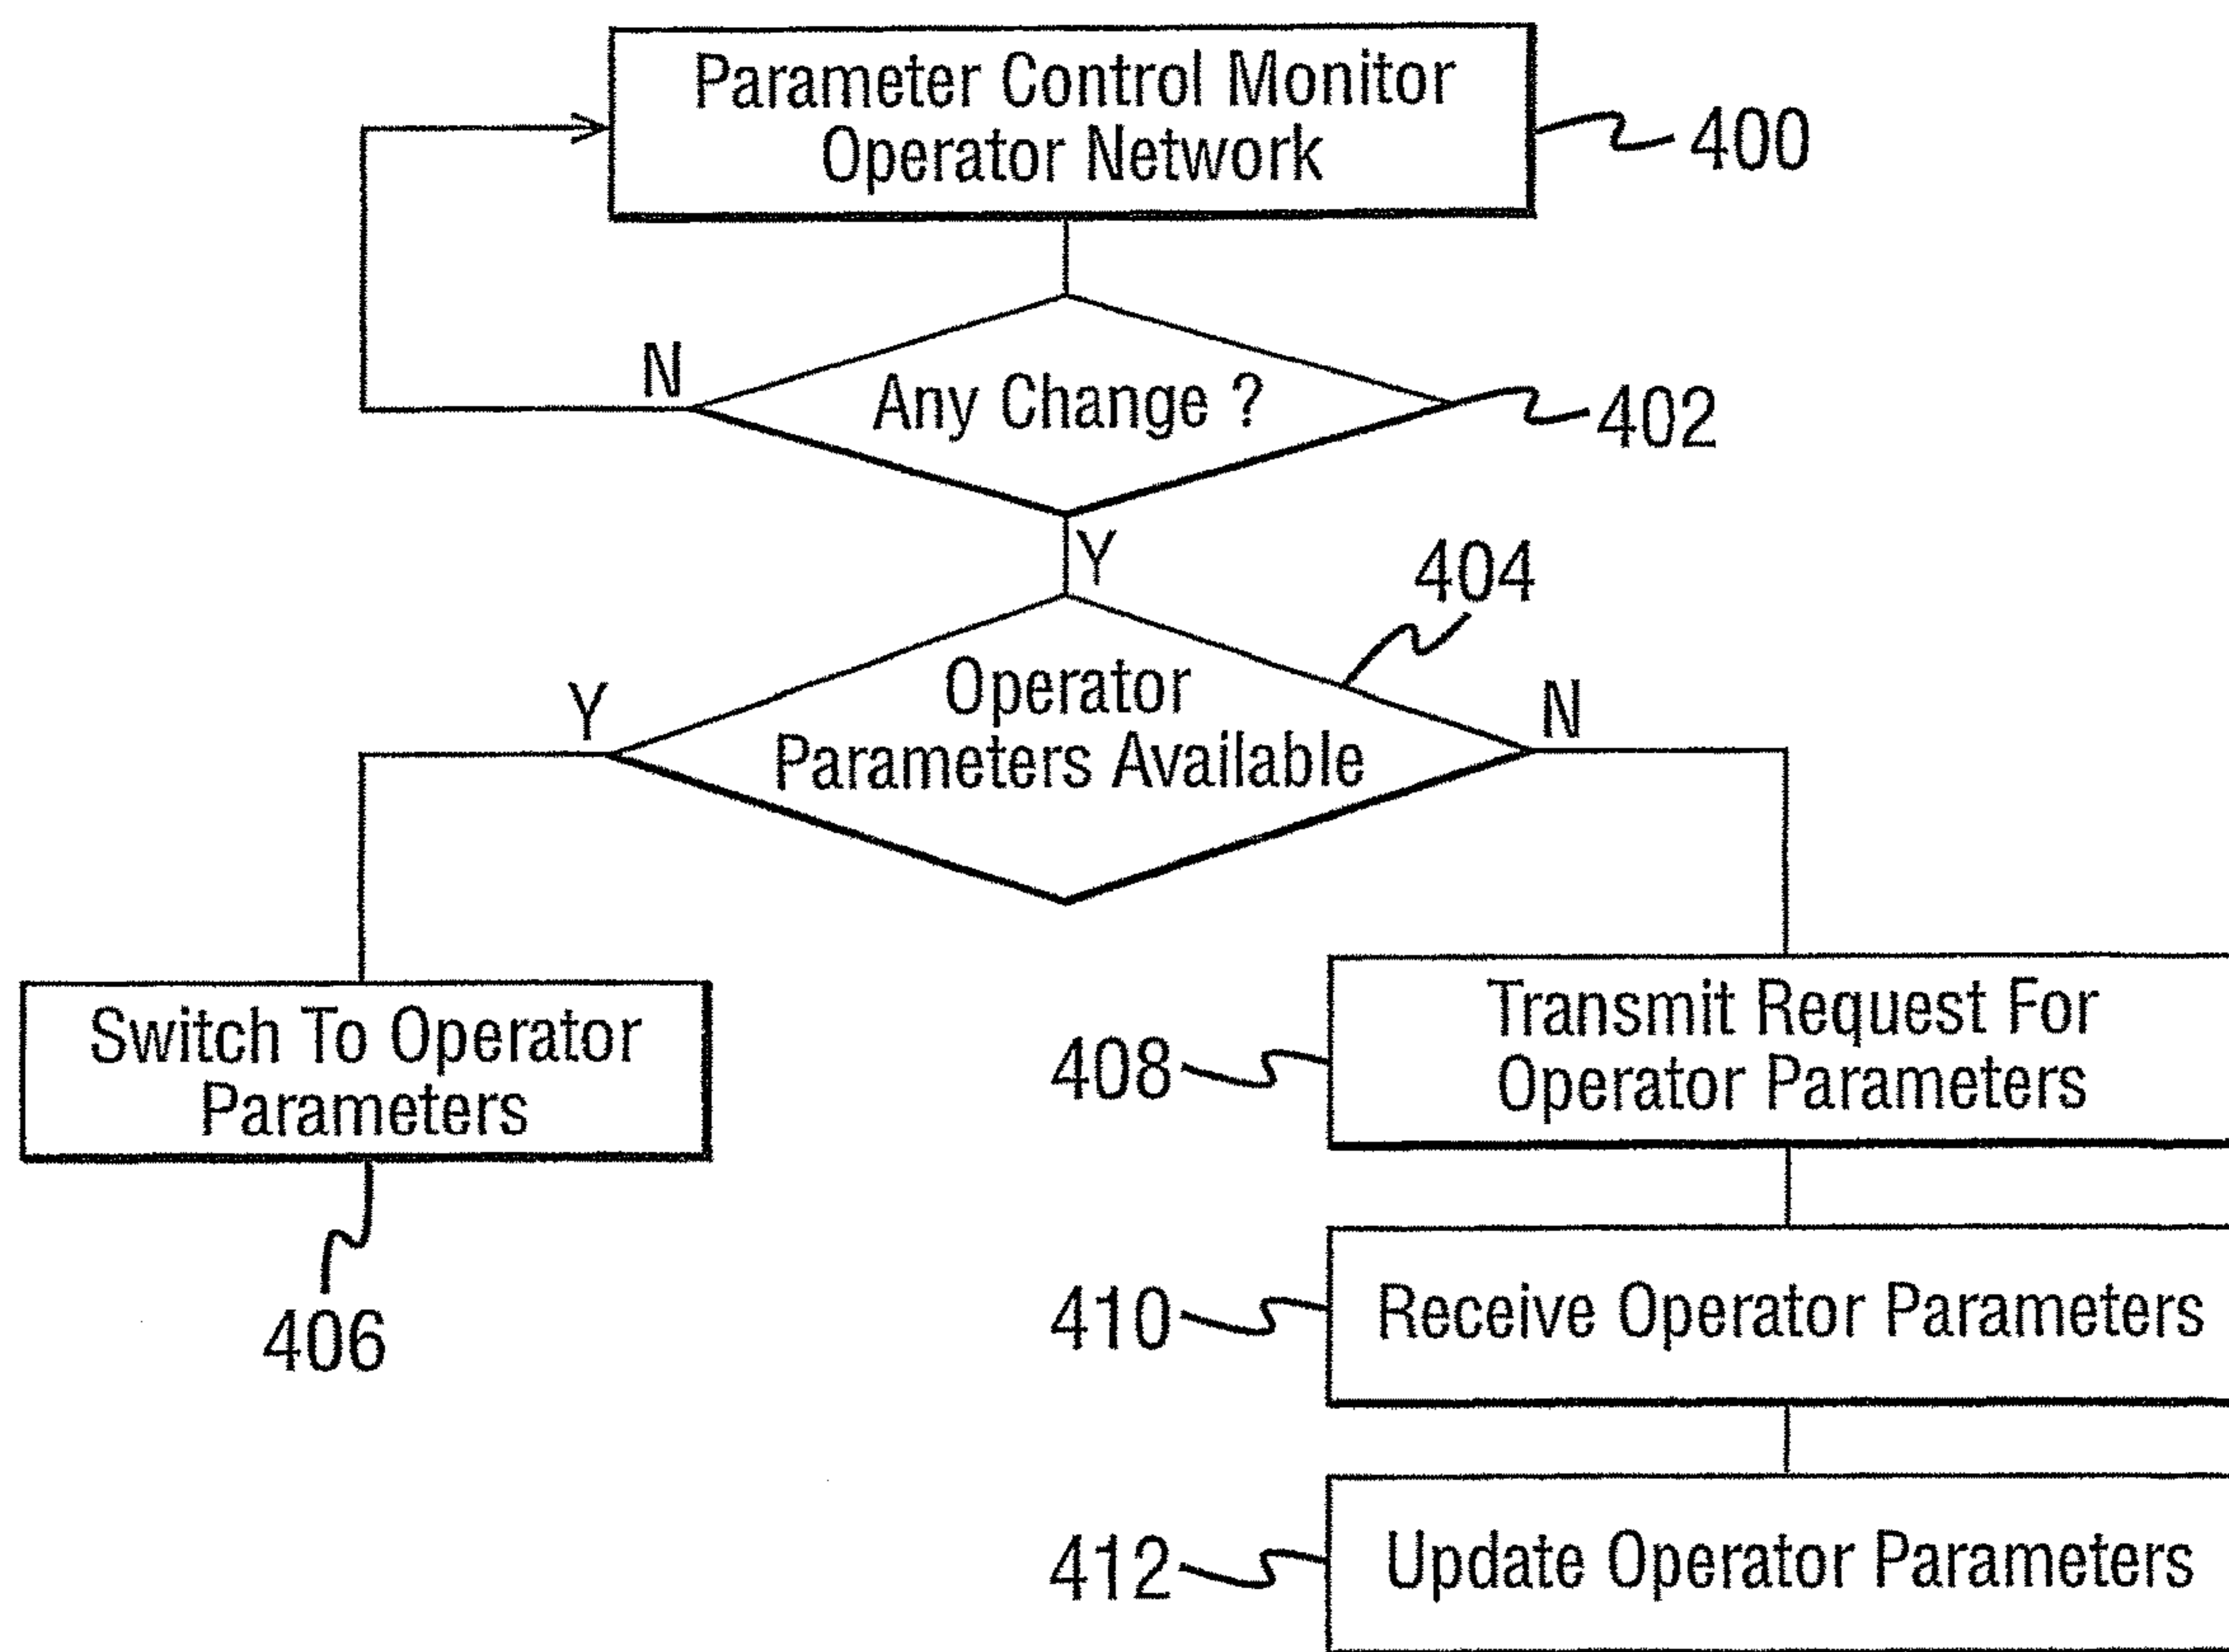 Parameter Control Monitor
Operator Network
400
N
Any Change ?
402
Y
404
Y
Operator
Parameters Available
N
Switch To Operator
Parameters
406
408
Transmit Request For
Operator Parameters
410
Receive Operator Parameters
412
Update Operator Parameters